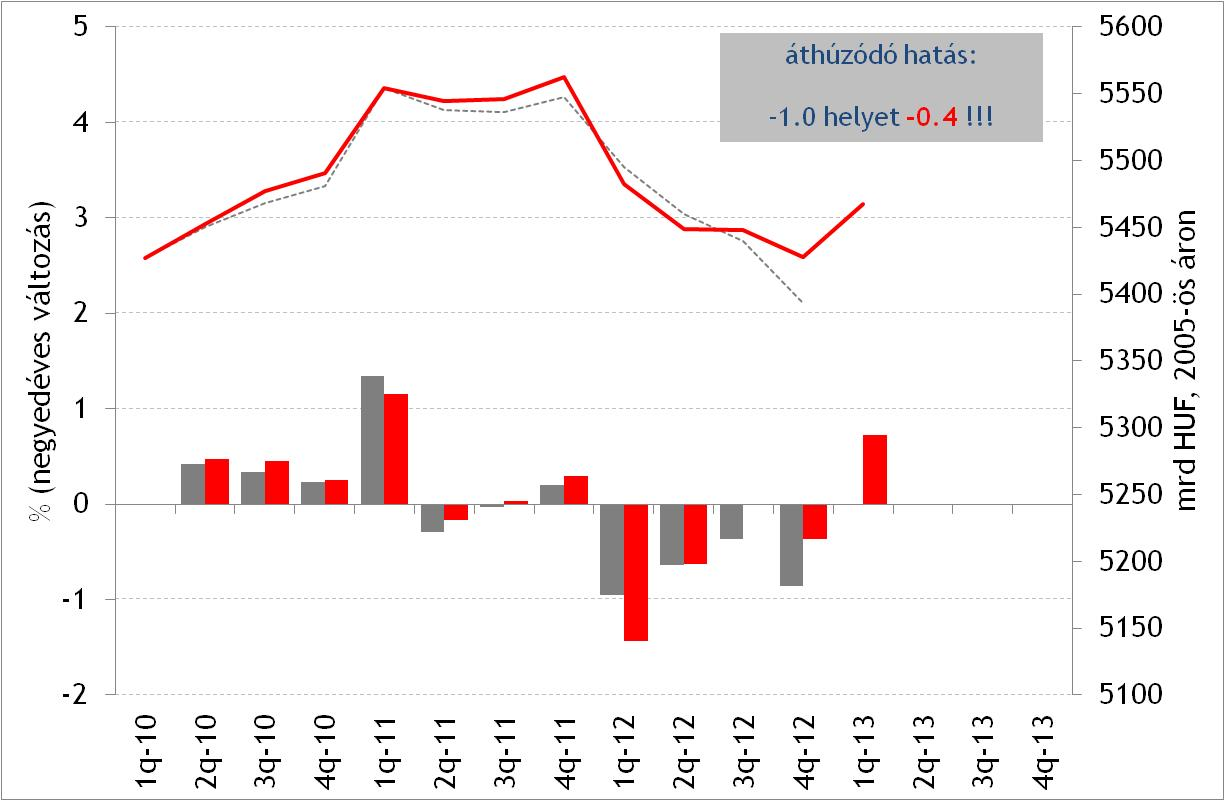 áthúzódó hatás:
-1.0 helyet -0.4 !!!
% (negyedéves változás)
5
4
3
2
1
0
-1
-2
5600
5550
5500
5450
5400
5350
5300
5250
5200
5150
5100
mrd HUF, 2005-ös áron
1q-10
2q-10
3q-10
4q-10
1q-11
2q-11
3q-11
4q-11
1q-12
2q-12
3q-12
4q-12
1q-13
2q-13
3q-13
4q-13